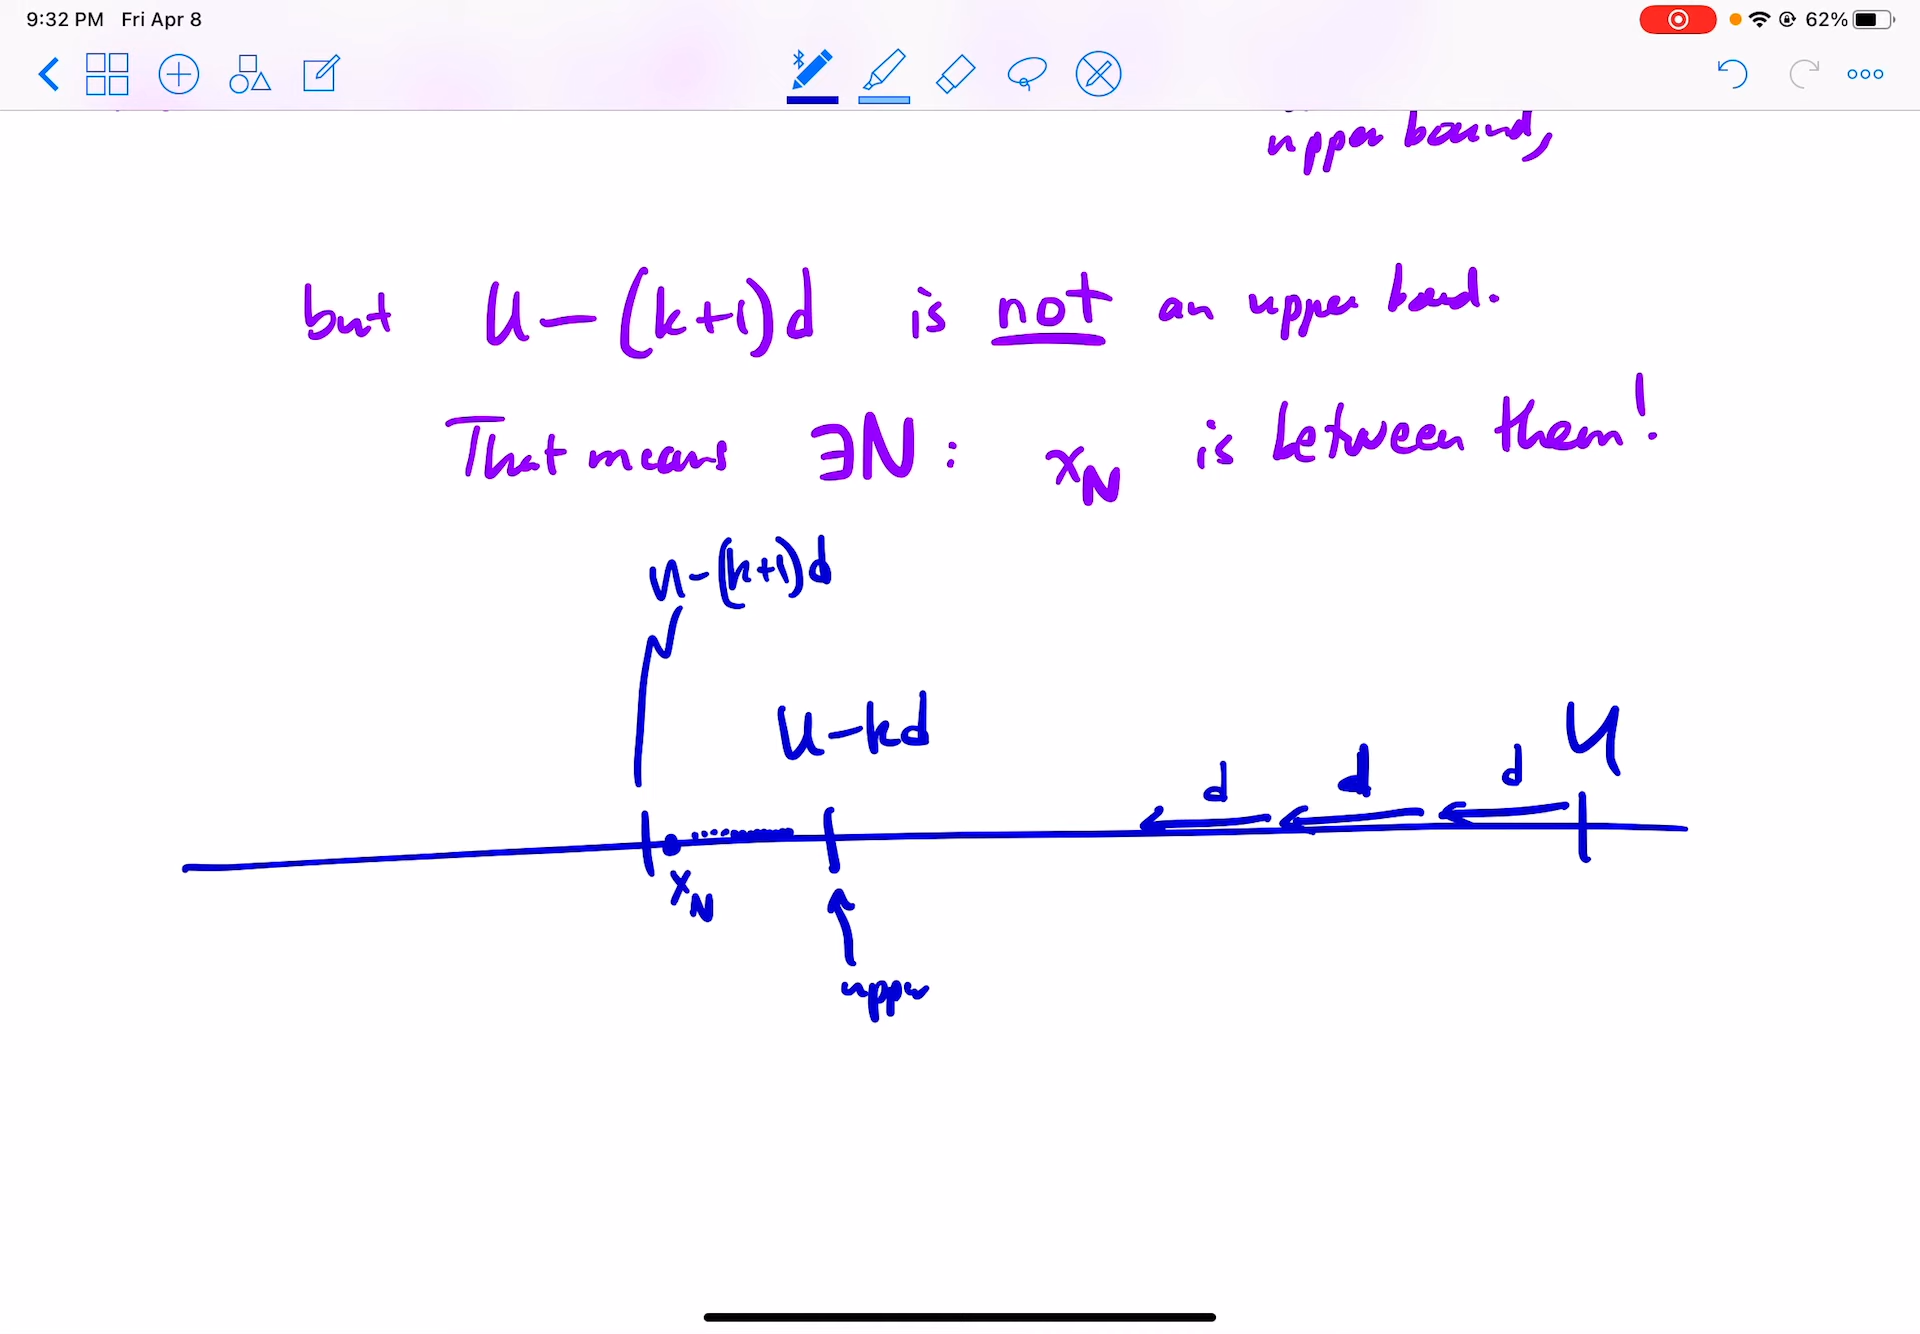 9:32 PM Fri Apr 8
62%
upper bound,
but U-(k+1)d is not an upper bound.
That means ∃N: x_N is between them!
U-(k+1)d
U-kd
d d d U
x_N
upper